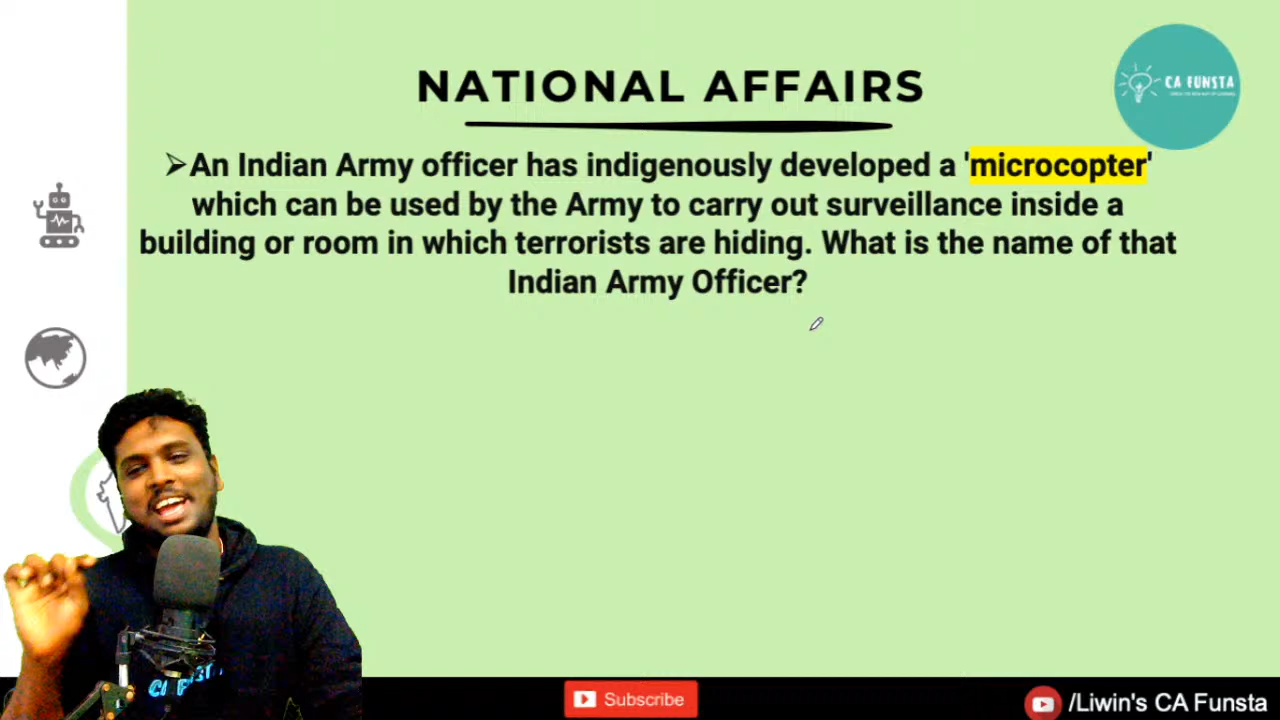 NATIONAL AFFAIRS
CA FUNSTA
➢An Indian Army officer has indigenously developed a 'microcopter'
which can be used by the Army to carry out surveillance inside a
building or room in which terrorists are hiding. What is the name of that
Indian Army Officer?
Subscribe
/Liwin's CA Funsta